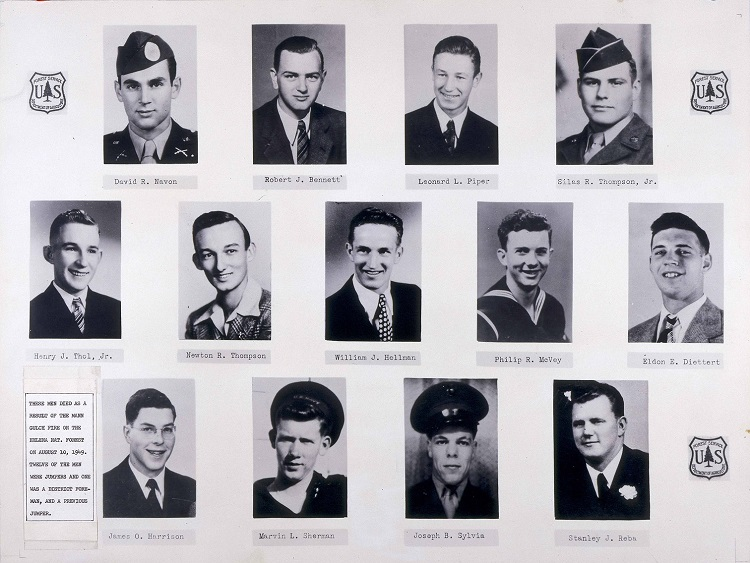 FOREST SERVICE
US
DEPARTMENT OF AGRICULTURE
FOREST SERVICE
US
DEPARTMENT OF AGRICULTURE
David R. Navon
Robert J. Bennett
Leonard L. Piper
Silas R. Thompson, Jr.
Henry J. Thol, Jr.
Newton R. Thompson
William J. Hellman
Philip R. McVey
Eldon E. Diettert
THESE MEN DIED AS A
RESULT OF THE MANN
GULCH FIRE ON THE
HELENA NAT. FOREST
ON AUGUST 10, 1949.
TWELVE OF THE MEN
WERE JUMPERS AND ONE
WAS A DISTRICT FORE-
MAN, AND A PREVIOUS
JUMPER.
FOREST SERVICE
US
DEPARTMENT OF AGRICULTURE
James O. Harrison
Marvin L. Sherman
Joseph B. Sylvia
Stanley J. Reba